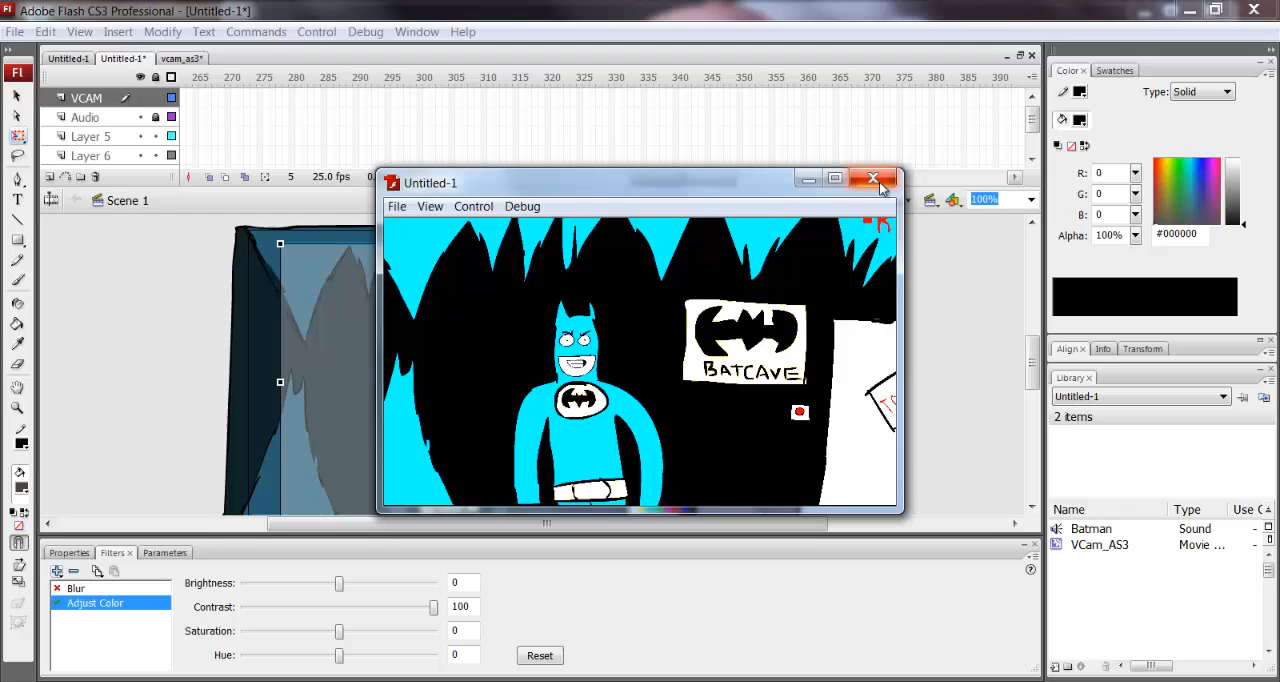 Fl Adobe Flash CS3 Professional - [Untitled-1*]
File Edit View Insert Modify Text Commands Control Debug Window Help
Untitled-1 Untitled-1* vcam_as3*
265 270 275 280 285 290 295 300 305 310 315 320 325 330 335 340 345 350 355 360 365 370 375 380 385 390
VCAM
Audio
Layer 5
Layer 6
5 25.0 fps
Scene 1
100%
Fl
Untitled-1
File View Control Debug
BATCAVE
Color Swatches
Type: Solid
R: 0
G: 0
B: 0
Alpha: 100%
#000000
Align Info Transform
Library
Untitled-1
2 items
Name Type Use C
Batman Sound -
VCam_AS3 Movie ... -
Properties Filters Parameters
Blur
Adjust Color
Brightness: 0
Contrast: 100
Saturation: 0
Hue: 0
Reset